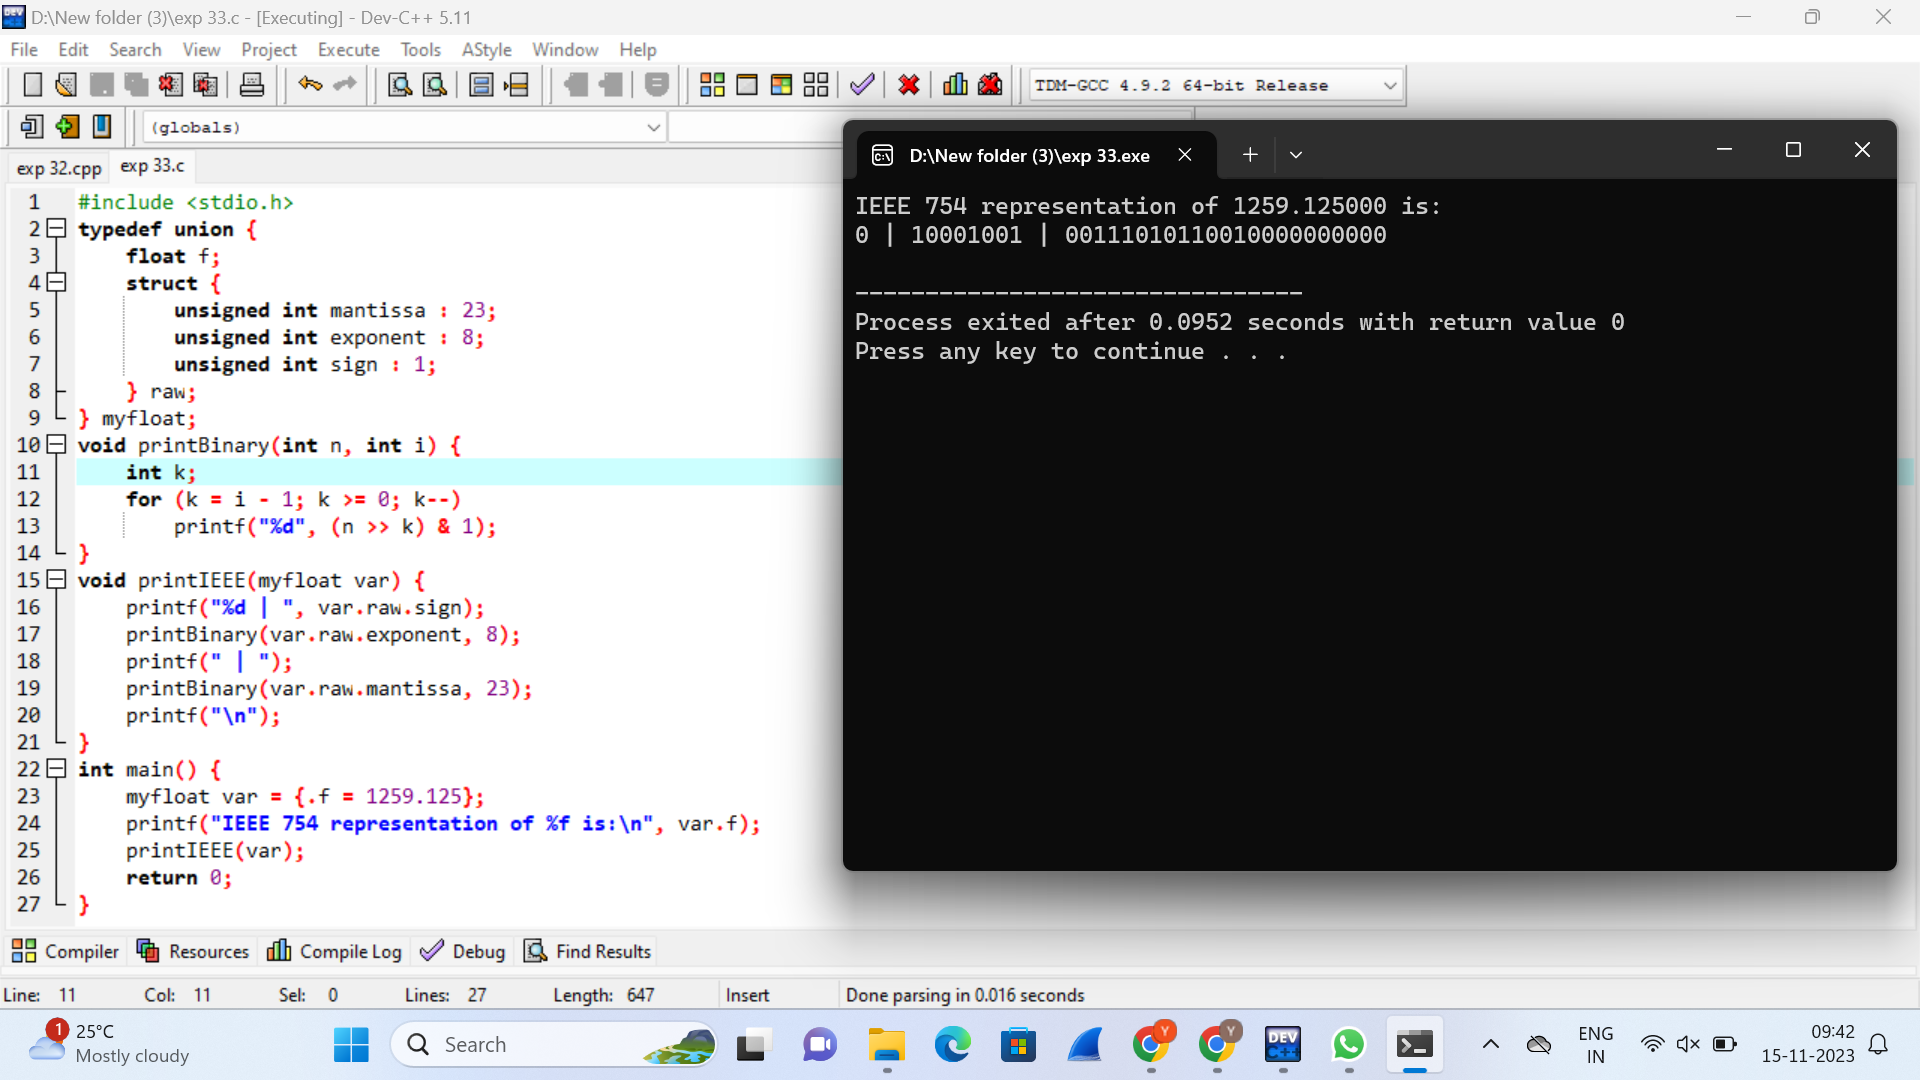 D:\New folder (3)\exp 33.c - [Executing] - Dev-C++ 5.11
File Edit Search View Project Execute Tools AStyle Window Help
TDM-GCC 4.9.2 64-bit Release
(globals)
exp 32.cpp exp 33.c
1 #include <stdio.h>
2 typedef union {
3 float f;
4 struct {
5 unsigned int mantissa : 23;
6 unsigned int exponent : 8;
7 unsigned int sign : 1;
8 } raw;
9 } myfloat;
10 void printBinary(int n, int i) {
11 int k;
12 for (k = i - 1; k >= 0; k--)
13 printf("%d", (n >> k) & 1);
14 }
15 void printIEEE(myfloat var) {
16 printf("%d | ", var.raw.sign);
17 printBinary(var.raw.exponent, 8);
18 printf(" | ");
19 printBinary(var.raw.mantissa, 23);
20 printf("\n");
21 }
22 int main() {
23 myfloat var = {.f = 1259.125};
24 printf("IEEE 754 representation of %f is:\n", var.f);
25 printIEEE(var);
26 return 0;
27 }
D:\New folder (3)\exp 33.exe
IEEE 754 representation of 1259.125000 is:
0 | 10001001 | 00111010110010000000000
--------------------------------
Process exited after 0.0952 seconds with return value 0
Press any key to continue . . .
Compiler Resources Compile Log Debug Find Results
Line: 11 Col: 11 Sel: 0 Lines: 27 Length: 647 Insert Done parsing in 0.016 seconds
1
25°C
Mostly cloudy
Search
Y
Y
DEV
C++
ENG
IN
09:42
15-11-2023